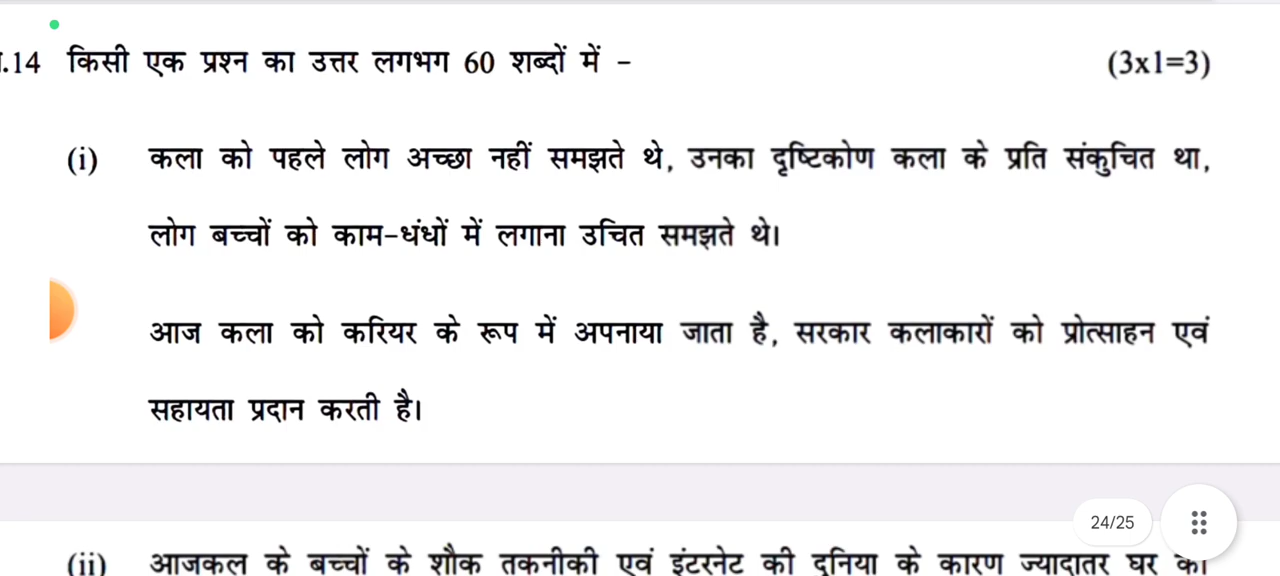 .14 किसी एक प्रश्न का उत्तर लगभग 60 शब्दों में – (3x1=3)
(i) कला को पहले लोग अच्छा नहीं समझते थे, उनका दृष्टिकोण कला के प्रति संकुचित था,
लोग बच्चों को काम-धंधों में लगाना उचित समझते थे।
आज कला को करियर के रूप में अपनाया जाता है, सरकार कलाकारों को प्रोत्साहन एवं
सहायता प्रदान करती है।
24/25
(ii) आजकल के बच्चों के शौक तकनीकी एवं इंटरनेट की दुनिया के कारण ज्यादातर घर की